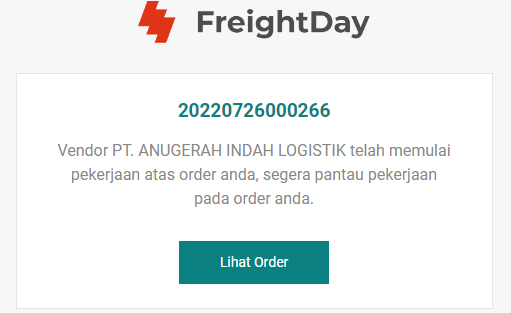 FreightDay
20220726000266
Vendor PT. ANUGERAH INDAH LOGISTIK telah memulai
pekerjaan atas order anda, segera pantau pekerjaan
pada order anda.
Lihat Order